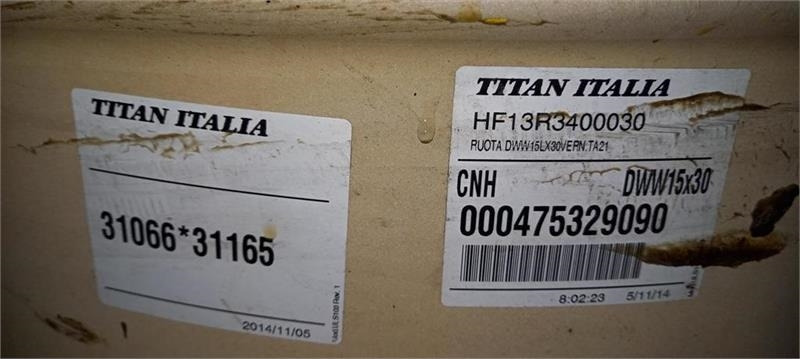 TITAN ITALIA
31066*31165
2014/11/05
TITAN ITALIA
HF13R3400030
RUOTA DWW15LX30VERN.TA21
CNH DWW15x30
000475329090
8:02:23 5/11/14